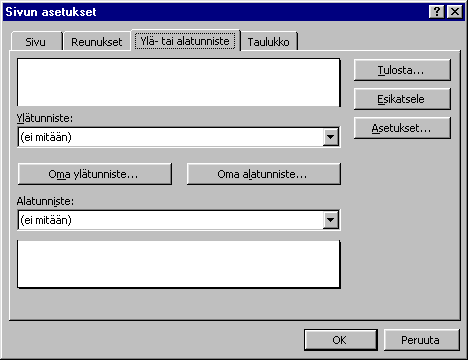 Sivun asetukset
Sivu Reunukset Ylä- tai alatunniste Taulukko
Tulosta...
Esikatsele
Ylätunniste:
Asetukset...
(ei mitään)
Oma ylätunniste... Oma alatunniste...
Alatunniste:
(ei mitään)
OK Peruuta